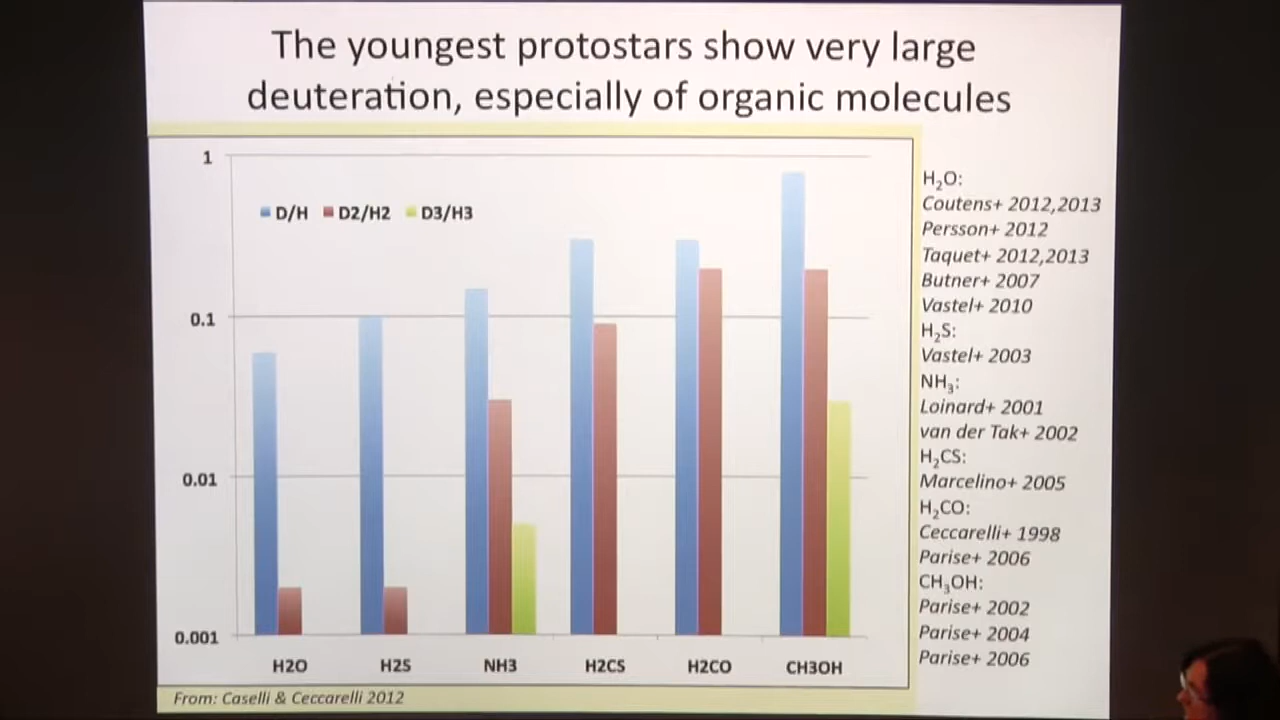 The youngest protostars show very large
deuteration, especially of organic molecules
1
D/H D2/H2 D3/H3
0.1
0.01
0.001
H2O H2S NH3 H2CS H2CO CH3OH
From: Caselli & Ceccarelli 2012
H₂O:
Coutens+ 2012,2013
Persson+ 2012
Taquet+ 2012,2013
Butner+ 2007
Vastel+ 2010
H₂S:
Vastel+ 2003
NH₃:
Loinard+ 2001
van der Tak+ 2002
H₂CS:
Marcelino+ 2005
H₂CO:
Ceccarelli+ 1998
Parise+ 2006
CH₃OH:
Parise+ 2002
Parise+ 2004
Parise+ 2006